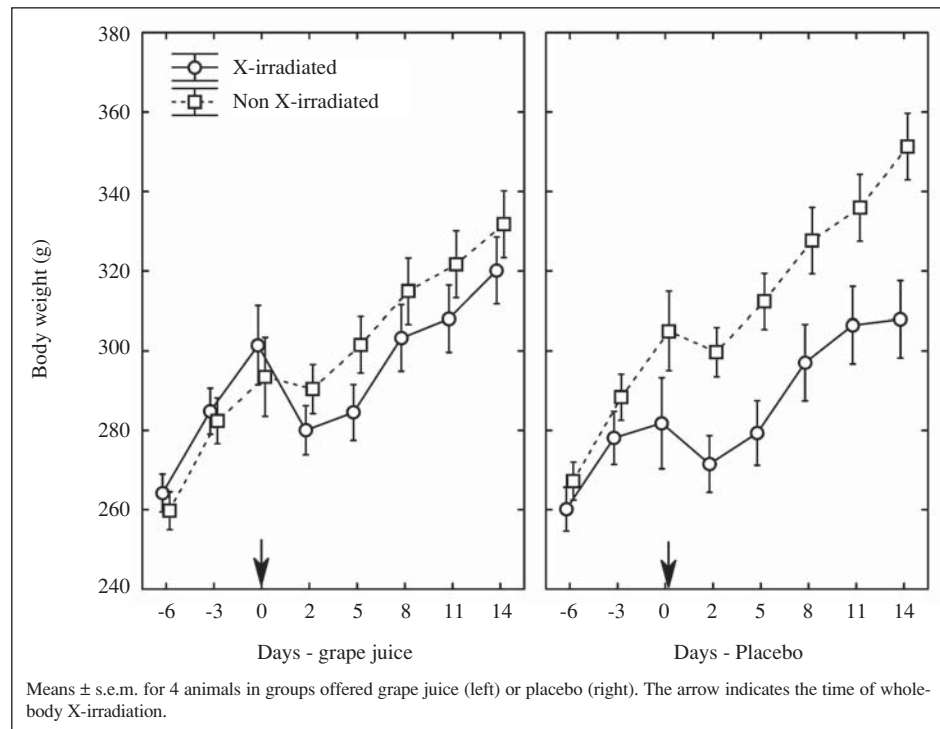 380
360
340
320
300
280
260
240
Body weight (g)
X-irradiated
Non X-irradiated
-6 -3 0 2 5 8 11 14
Days - grape juice
-6 -3 0 2 5 8 11 14
Days - Placebo
Means ± s.e.m. for 4 animals in groups offered grape juice (left) or placebo (right). The arrow indicates the time of whole-
body X-irradiation.